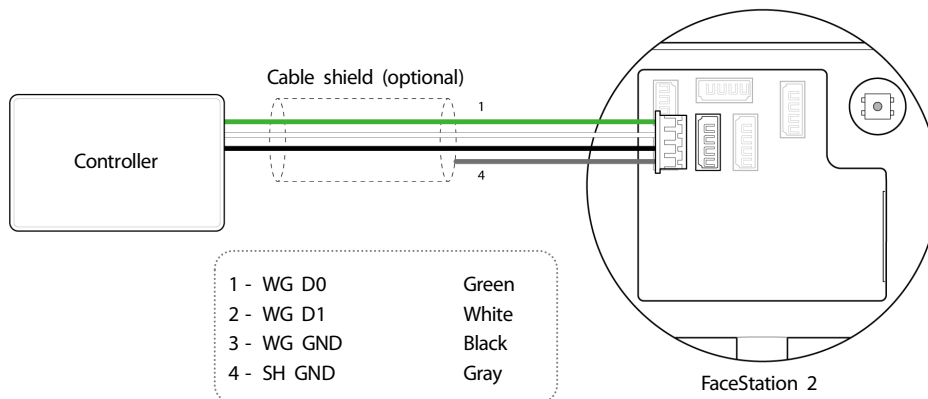 Cable shield (optional)
1
Controller
4
1 - WG D0 Green
2 - WG D1 White
3 - WG GND Black
4 - SH GND Gray
FaceStation 2